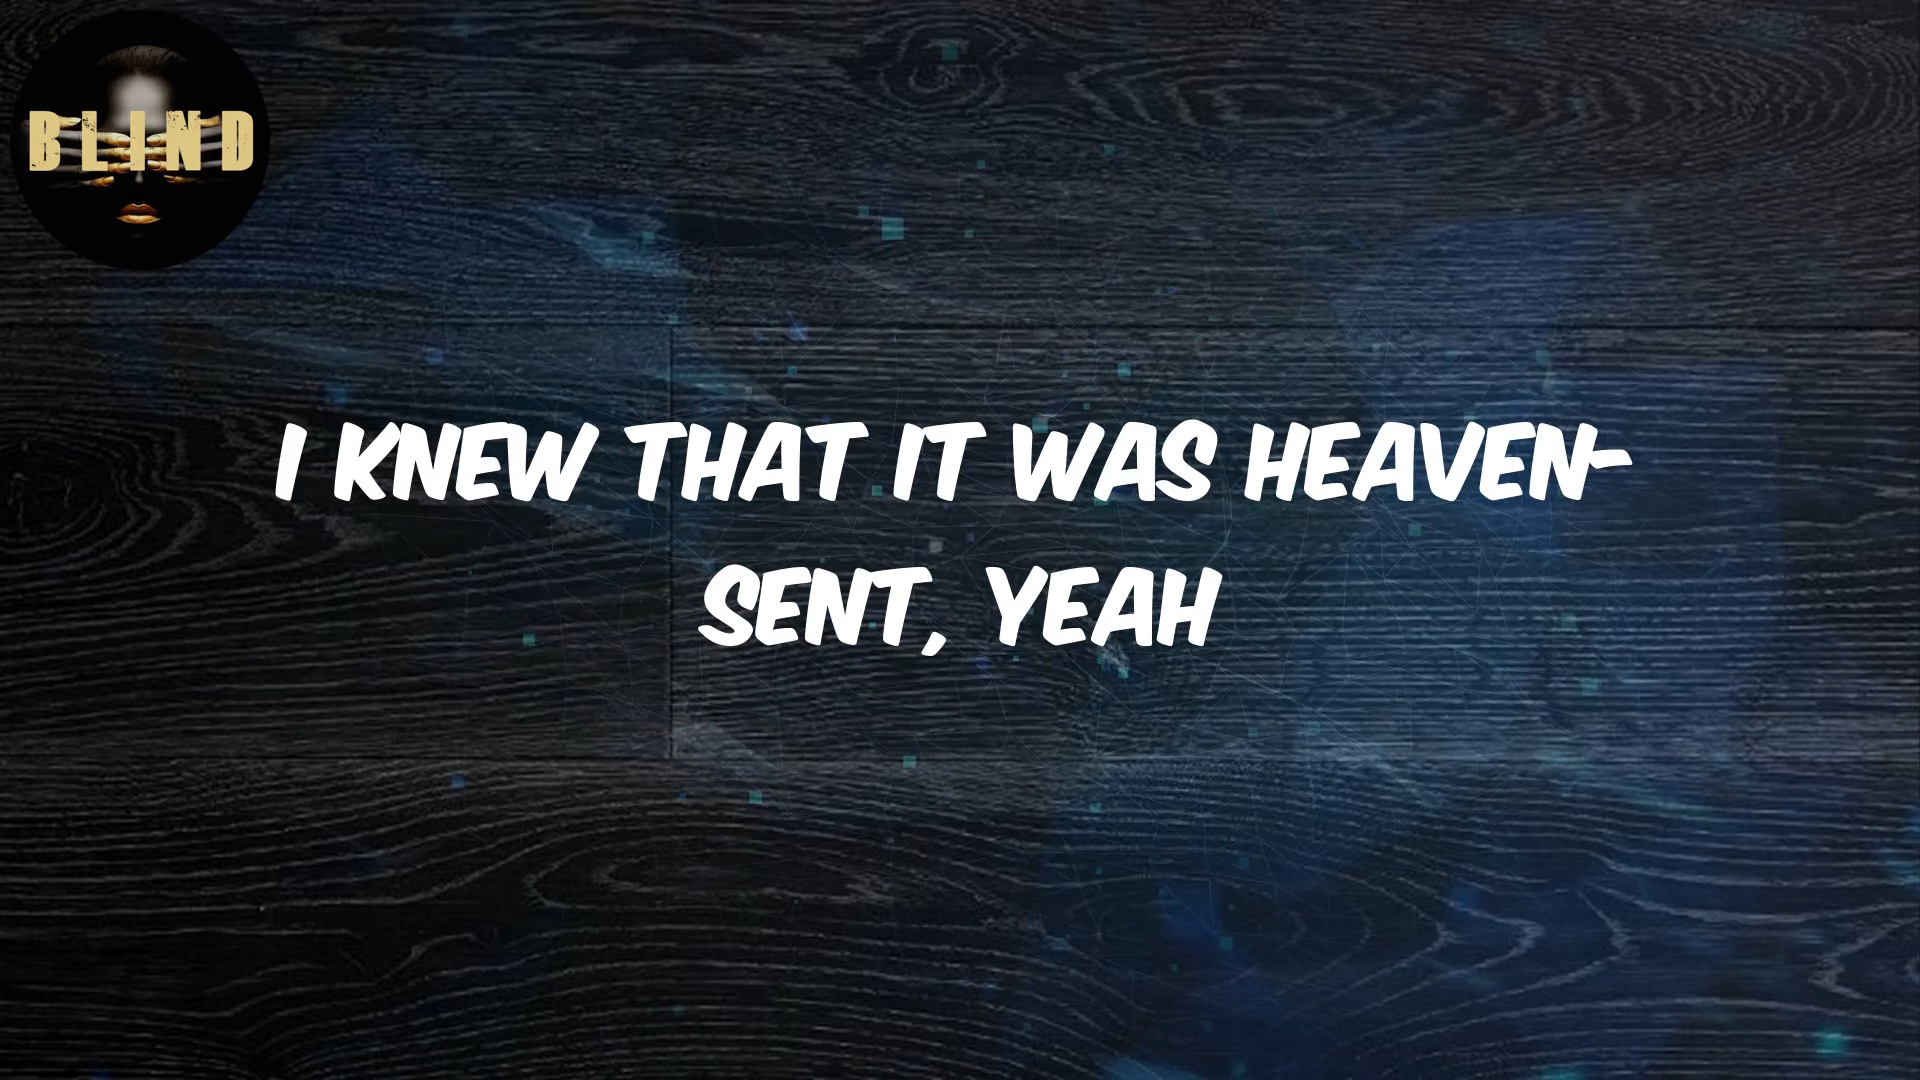 BLIND
I KNEW THAT IT WAS HEAVEN-
SENT, YEAH